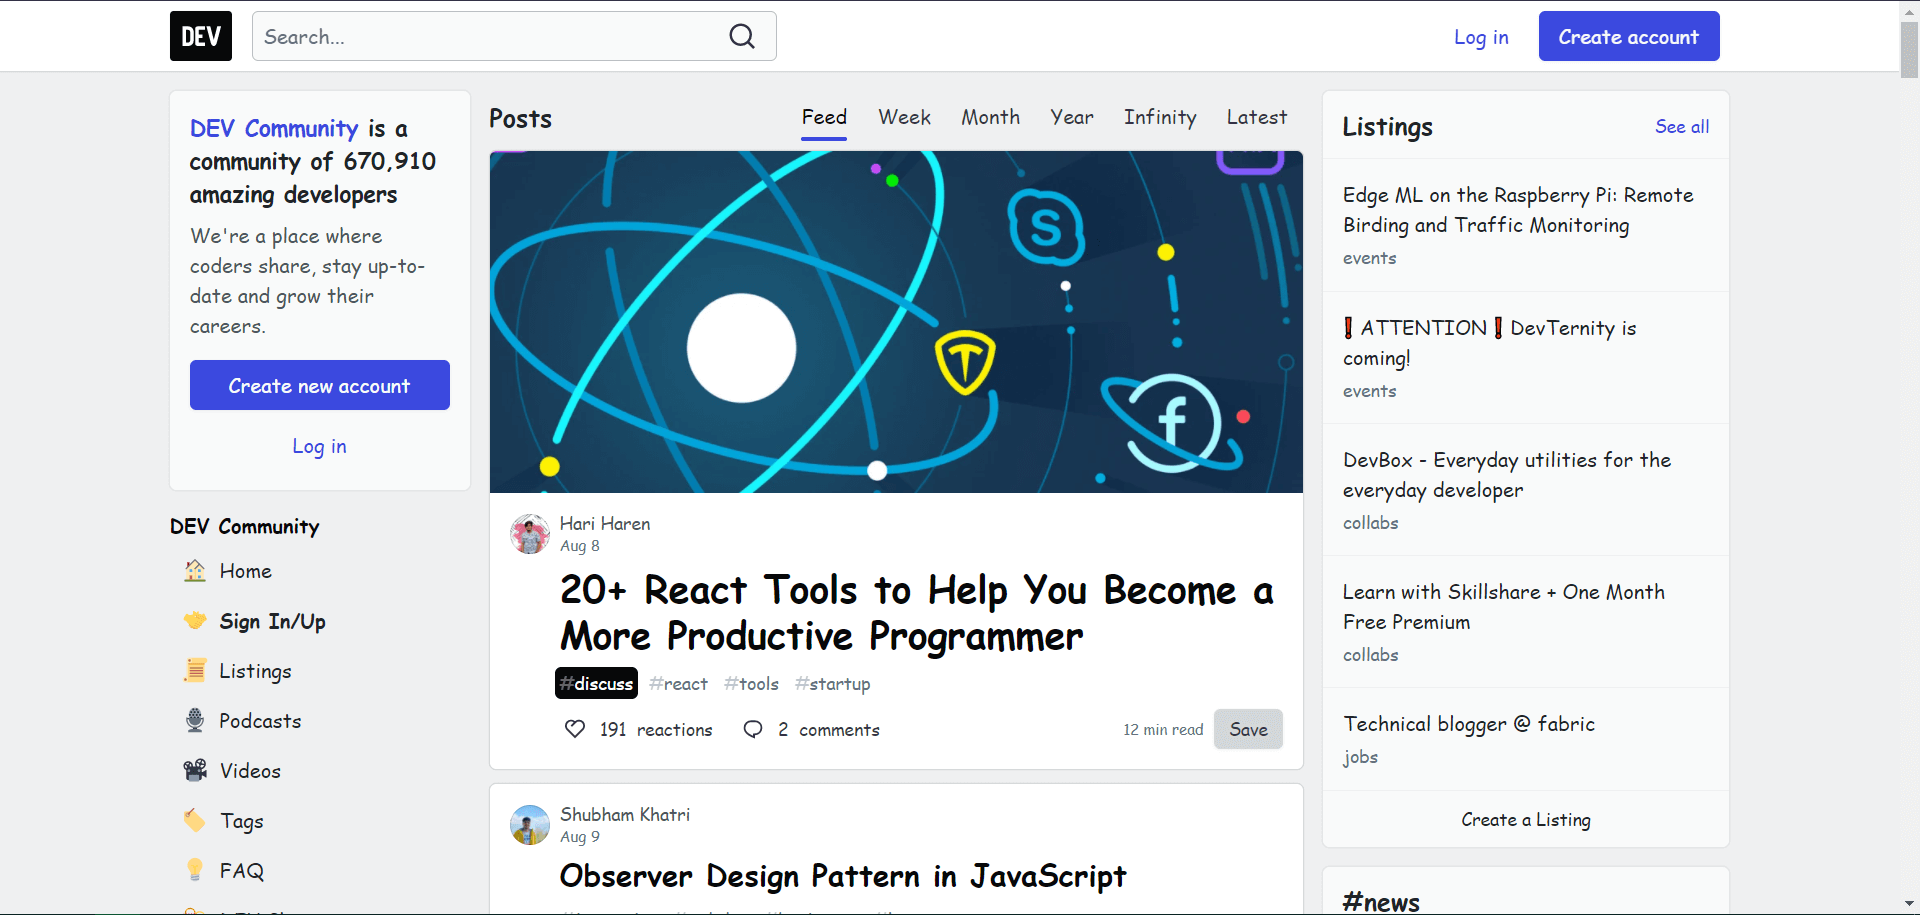 DEV
Search...
Log in
Create account
DEV Community is a
community of 670,910
amazing developers
We're a place where
coders share, stay up-to-
date and grow their
careers.
Create new account
Log in
DEV Community
Home
Sign In/Up
Listings
Podcasts
Videos
Tags
FAQ
Posts
Feed Week Month Year Infinity Latest
Hari Haren
Aug 8
20+ React Tools to Help You Become a
More Productive Programmer
#discuss #react #tools #startup
191 reactions 2 comments 12 min read Save
Shubham Khatri
Aug 9
Observer Design Pattern in JavaScript
Listings See all
Edge ML on the Raspberry Pi: Remote
Birding and Traffic Monitoring
events
❗ATTENTION❗DevTernity is
coming!
events
DevBox - Everyday utilities for the
everyday developer
collabs
Learn with Skillshare + One Month
Free Premium
collabs
Technical blogger @ fabric
jobs
Create a Listing
#news